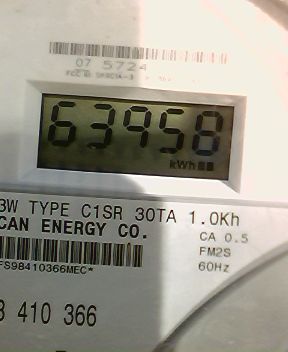 07 5724
63958
kWh
3W TYPE C1SR 30TA 1.0Kh
CAN ENERGY CO.
CA 0.5
FM2S
60Hz
FS98410366MEC*
3 410 366